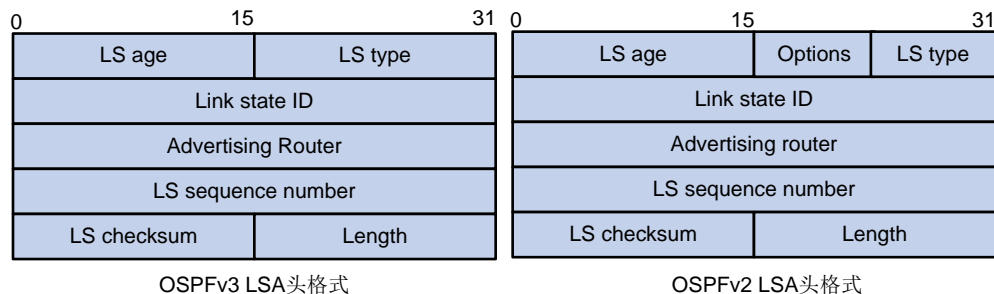 0 15 31
LS age LS type
Link state ID
Advertising Router
LS sequence number
LS checksum Length
OSPFv3 LSA头格式
0 15 31
LS age Options LS type
Link state ID
Advertising router
LS sequence number
LS checksum Length
OSPFv2 LSA头格式